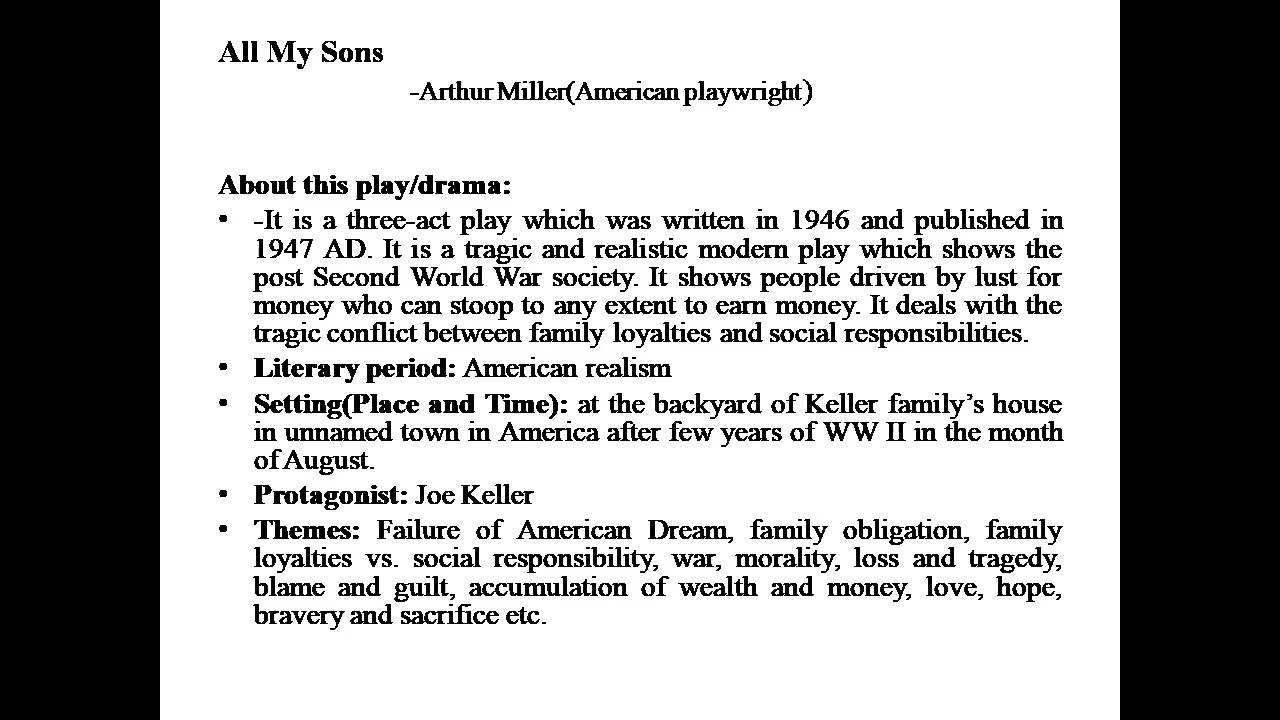 All My Sons
-Arthur Miller(American playwright)
About this play/drama:
• -It is a three-act play which was written in 1946 and published in
1947 AD. It is a tragic and realistic modern play which shows the
post Second World War society. It shows people driven by lust for
money who can stoop to any extent to earn money. It deals with the
tragic conflict between family loyalties and social responsibilities.
• Literary period: American realism
• Setting(Place and Time): at the backyard of Keller family’s house
in unnamed town in America after few years of WW II in the month
of August.
• Protagonist: Joe Keller
• Themes: Failure of American Dream, family obligation, family
loyalties vs. social responsibility, war, morality, loss and tragedy,
blame and guilt, accumulation of wealth and money, love, hope,
bravery and sacrifice etc.